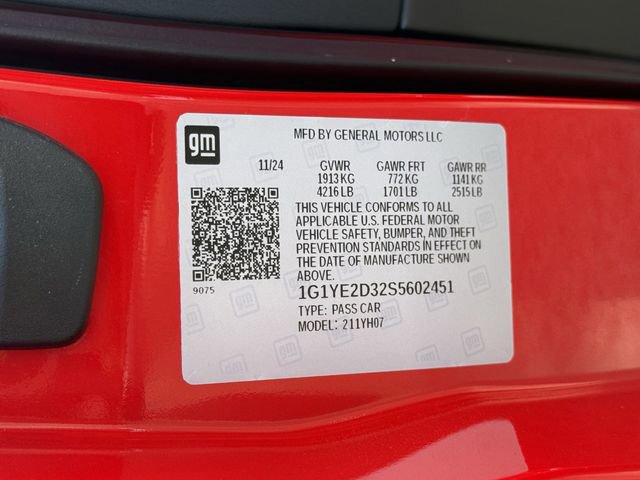 gm
MFD BY GENERAL MOTORS LLC
11/24 GVWR GAWR FRT GAWR RR
1913 KG 772 KG 1141 KG
4216 LB 1701 LB 2515 LB
THIS VEHICLE CONFORMS TO ALL
APPLICABLE U.S. FEDERAL MOTOR
VEHICLE SAFETY, BUMPER, AND THEFT
PREVENTION STANDARDS IN EFFECT ON
THE DATE OF MANUFACTURE SHOWN
ABOVE.
9075
1G1YE2D32S5602451
TYPE: PASS CAR
MODEL: 211YH07